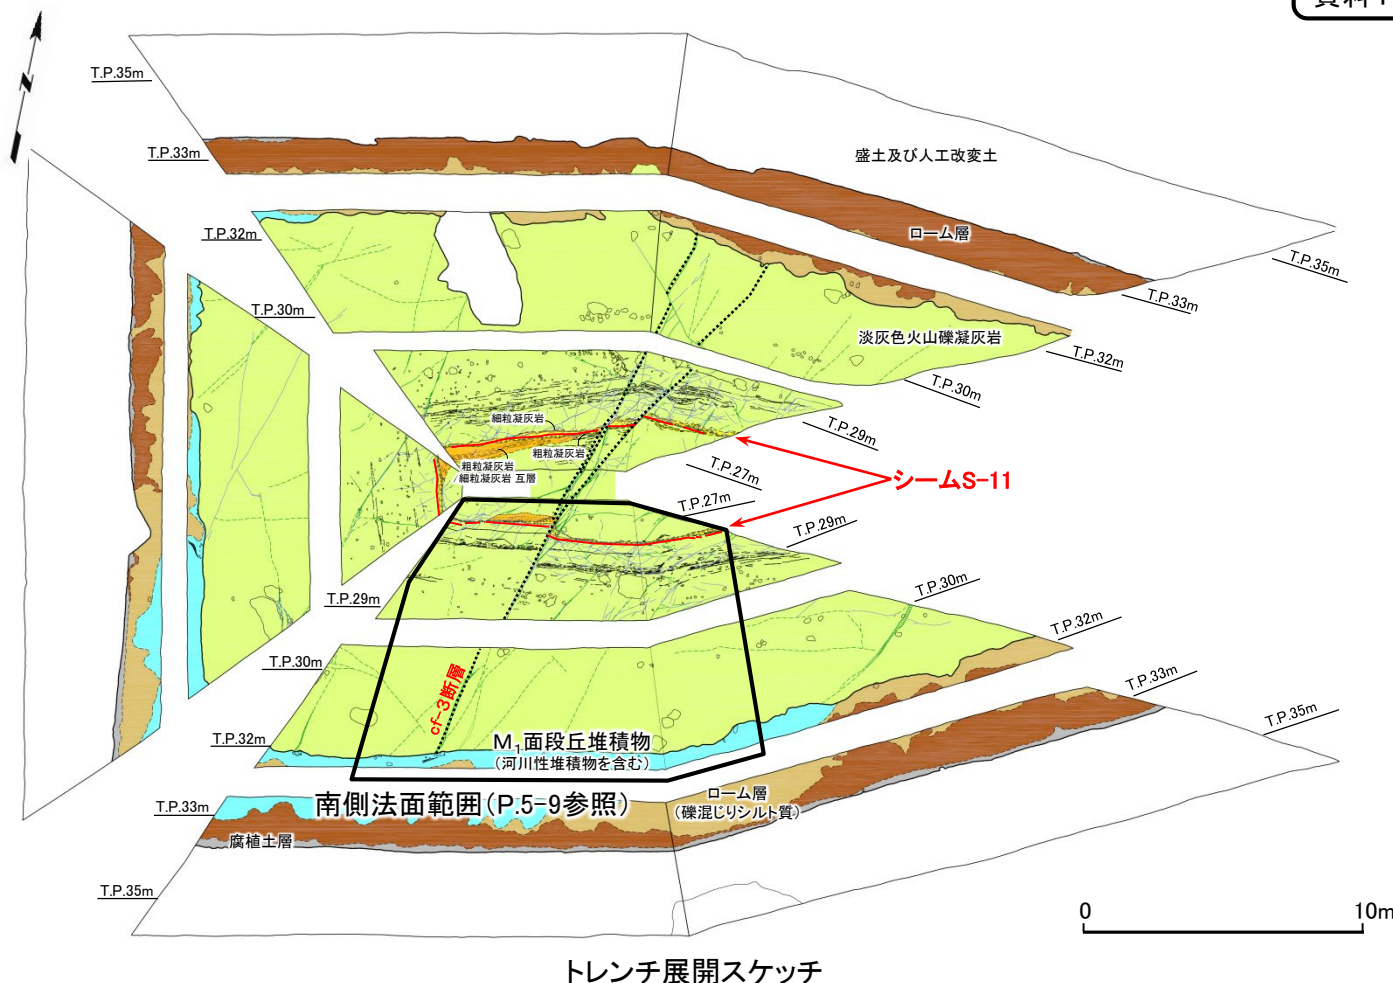 資料1
N
T.P.35m
T.P.33m
盛土及び人工改変土
ローム層
T.P.35m
T.P.33m
T.P.32m
T.P.30m
淡灰色火山礫凝灰岩
T.P.32m
T.P.30m
細粒凝灰岩
粗粒凝灰岩
粗粒凝灰岩
細粒凝灰岩 互層
T.P.29m
T.P.27m
シームS-11
T.P.27m
T.P.29m
T.P.29m
T.P.30m
T.P.32m
T.P.30m
cf-3断層
T.P.32m
M1面段丘堆積物
(河川性堆積物を含む)
T.P.33m
T.P.35m
南側法面範囲(P.5-9参照)
ローム層
(礫混じりシルト質)
T.P.33m
腐植土層
T.P.35m
0 10m
トレンチ展開スケッチ